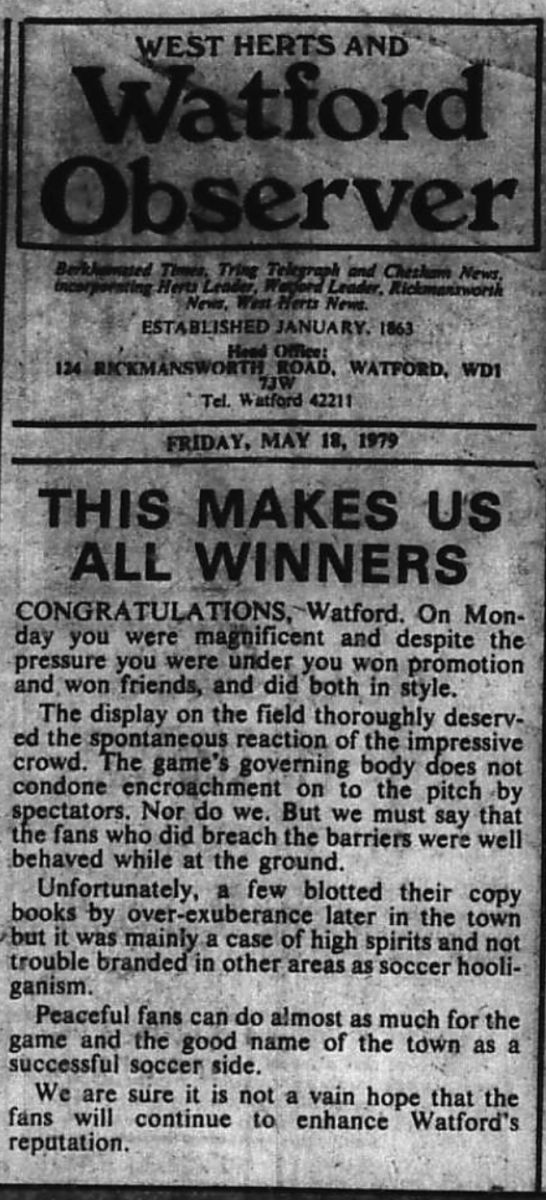 WEST HERTS AND
Watford
Observer
Berkhamsted Times, Tring Telegraph and Chesham News,
incorporating Herts Leader, Watford Leader, Rickmansworth
News, West Herts News.
ESTABLISHED JANUARY, 1863
Head Office:
124 RICKMANSWORTH ROAD, WATFORD, WD1
7JW
Tel. Watford 42211
FRIDAY, MAY 18, 1979
THIS MAKES US
ALL WINNERS
CONGRATULATIONS, Watford. On Mon-
day you were magnificent and despite the
pressure you were under you won promotion
and won friends, and did both in style.
The display on the field thoroughly deserv-
ed the spontaneous reaction of the impressive
crowd. The game's governing body does not
condone encroachment on to the pitch by
spectators. Nor do we. But we must say that
the fans who did breach the barriers were well
behaved while at the ground.
Unfortunately, a few blotted their copy
books by over-exuberance later in the town
but it was mainly a case of high spirits and not
trouble branded in other areas as soccer hooli-
ganism.
Peaceful fans can do almost as much for the
game and the good name of the town as a
successful soccer side.
We are sure it is not a vain hope that the
fans will continue to enhance Watford's
reputation.